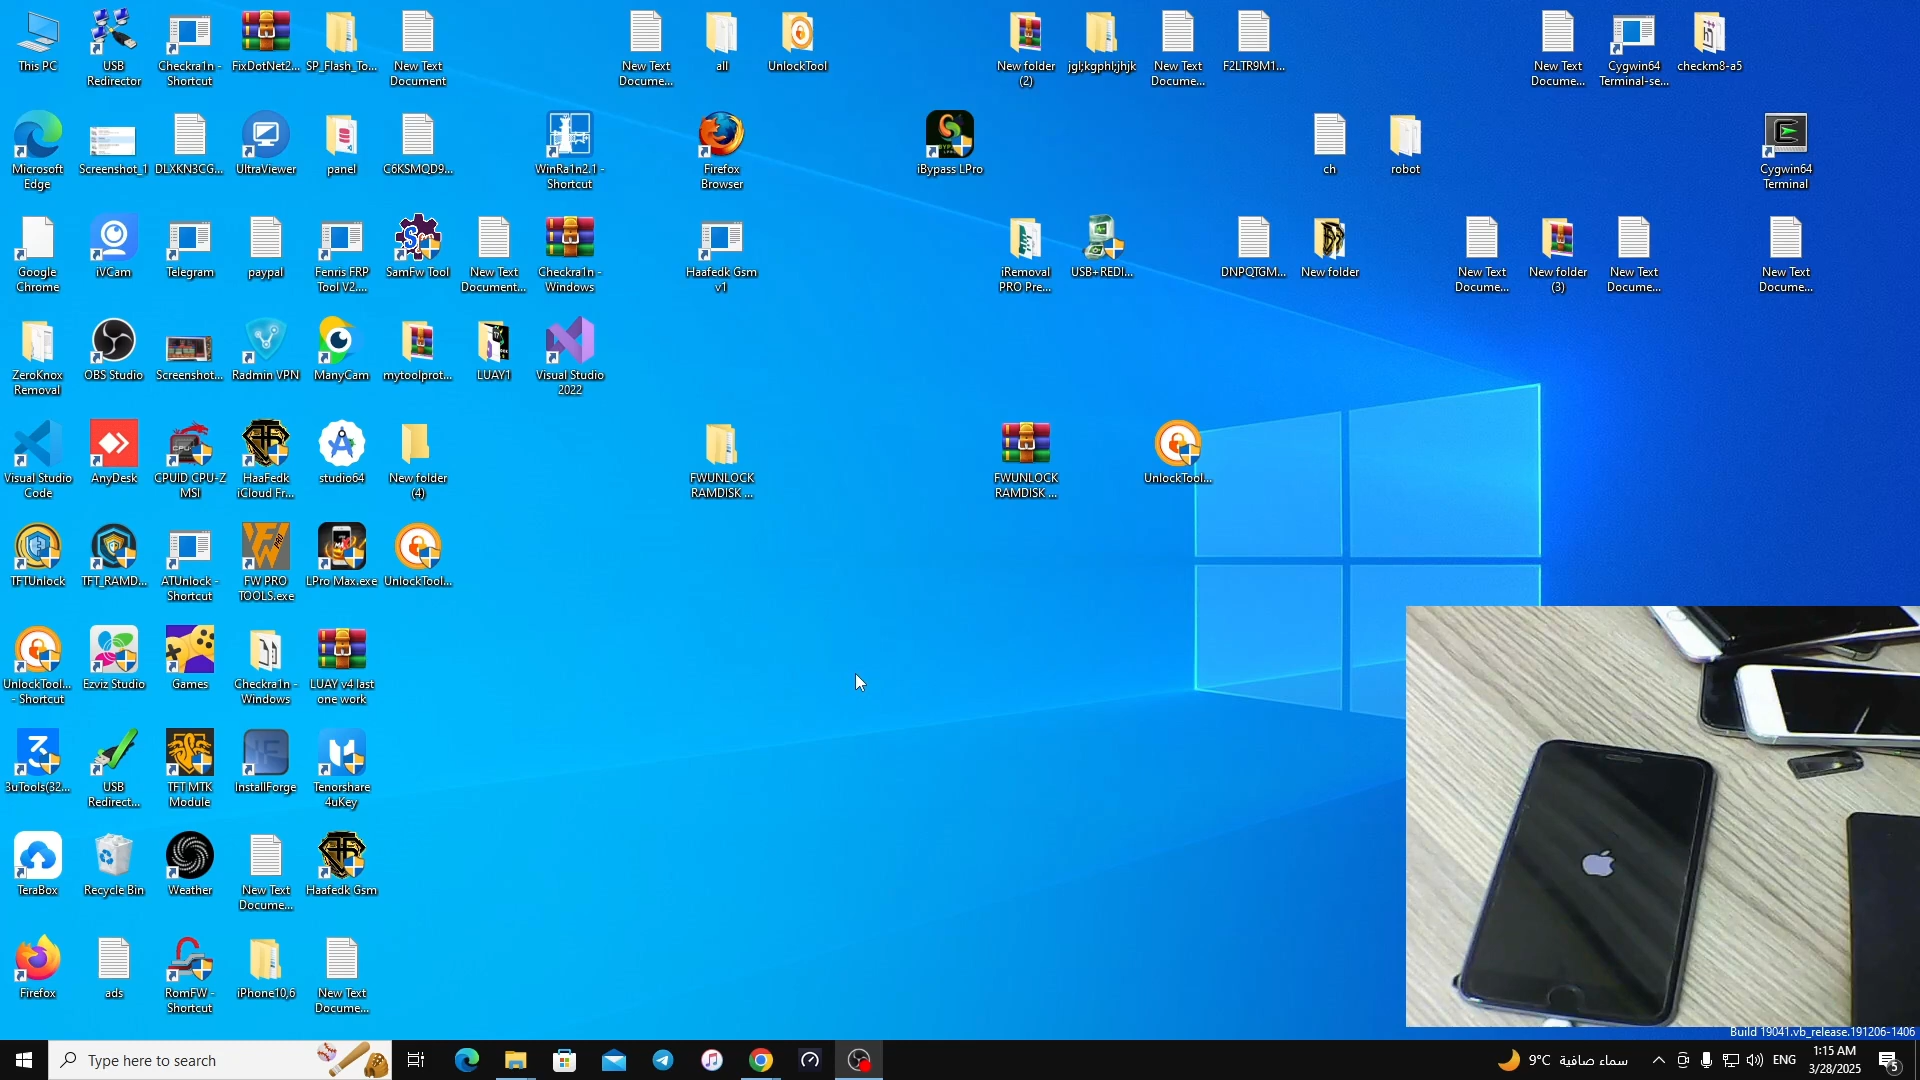 This PC
USB
Redirector
Checkra1n -
Shortcut
FixDotNet2...
SP_Flash_To...
New Text
Document
New Text
Docume...
all
UnlockTool
New folder
(2)
jgl;kgphl;jhjk
New Text
Docume...
F2LTR9M1...
New Text
Docume...
Cygwin64
Terminal-se...
checkm8-a5
Microsoft
Edge
Screenshot_1
DLXKN3CG...
UltraViewer
panel
C6KSMQD9...
WinRa1n2.1 -
Shortcut
Firefox
Browser
iBypass LPro
ch
robot
Cygwin64
Terminal
Google
Chrome
iVCam
Telegram
paypal
Fenris FRP
Tool V2....
SamFw Tool
New Text
Document...
Checkra1n -
Windows
Haafedk Gsm
v1
iRemoval
PRO Pre...
USB+REDI...
DNPQTGM...
New folder
New Text
Docume...
New folder
(3)
New Text
Docume...
New Text
Docume...
ZeroKnox
Removal
OBS Studio
Screenshot...
Radmin VPN
ManyCam
mytoolprot...
LUAY1
Visual Studio
2022
Visual Studio
Code
AnyDesk
CPUID CPU-Z
MSI
HaaFedk
iCloud Fr...
studio64
New folder
(4)
FWUNLOCK
RAMDISK ...
FWUNLOCK
RAMDISK ...
UnlockTool...
TFTUnlock
TFT_RAMD...
ATUnlock -
Shortcut
FW PRO
TOOLS.exe
LPro Max.exe
UnlockTool...
UnlockTool...
- Shortcut
Ezviz Studio
Games
Checkra1n -
Windows
LUAY v4 last
one work
3uTools(32...
USB
Redirect...
TFT MTK
Module
InstallForge
Tenorshare
4uKey
TeraBox
Recycle Bin
Weather
New Text
Docume...
Haafedk Gsm
Firefox
ads
RomFW -
Shortcut
iPhone10,6
New Text
Docume...
Build 19041.vb_release.191206-1406
Type here to search
9°C سماء صافية
ENG
1:15 AM
3/28/2025
5